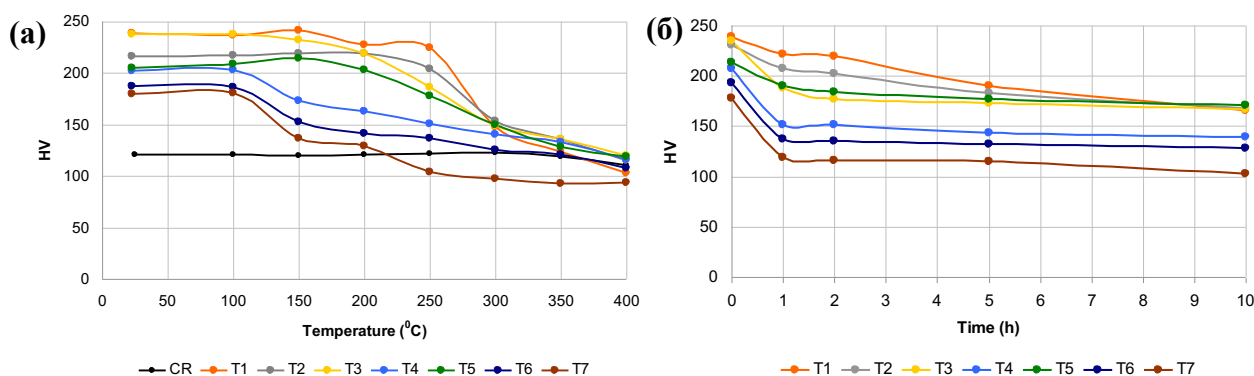 (а)
HV
250
200
150
100
50
0
0 50 100 150 200 250 300 350 400
Temperature (⁰C)
CR T1 T2 T3 T4 T5 T6 T7
(б)
HV
250
200
150
100
50
0
0 1 2 3 4 5 6 7 8 9 10
Time (h)
T1 T2 T3 T4 T5 T6 T7